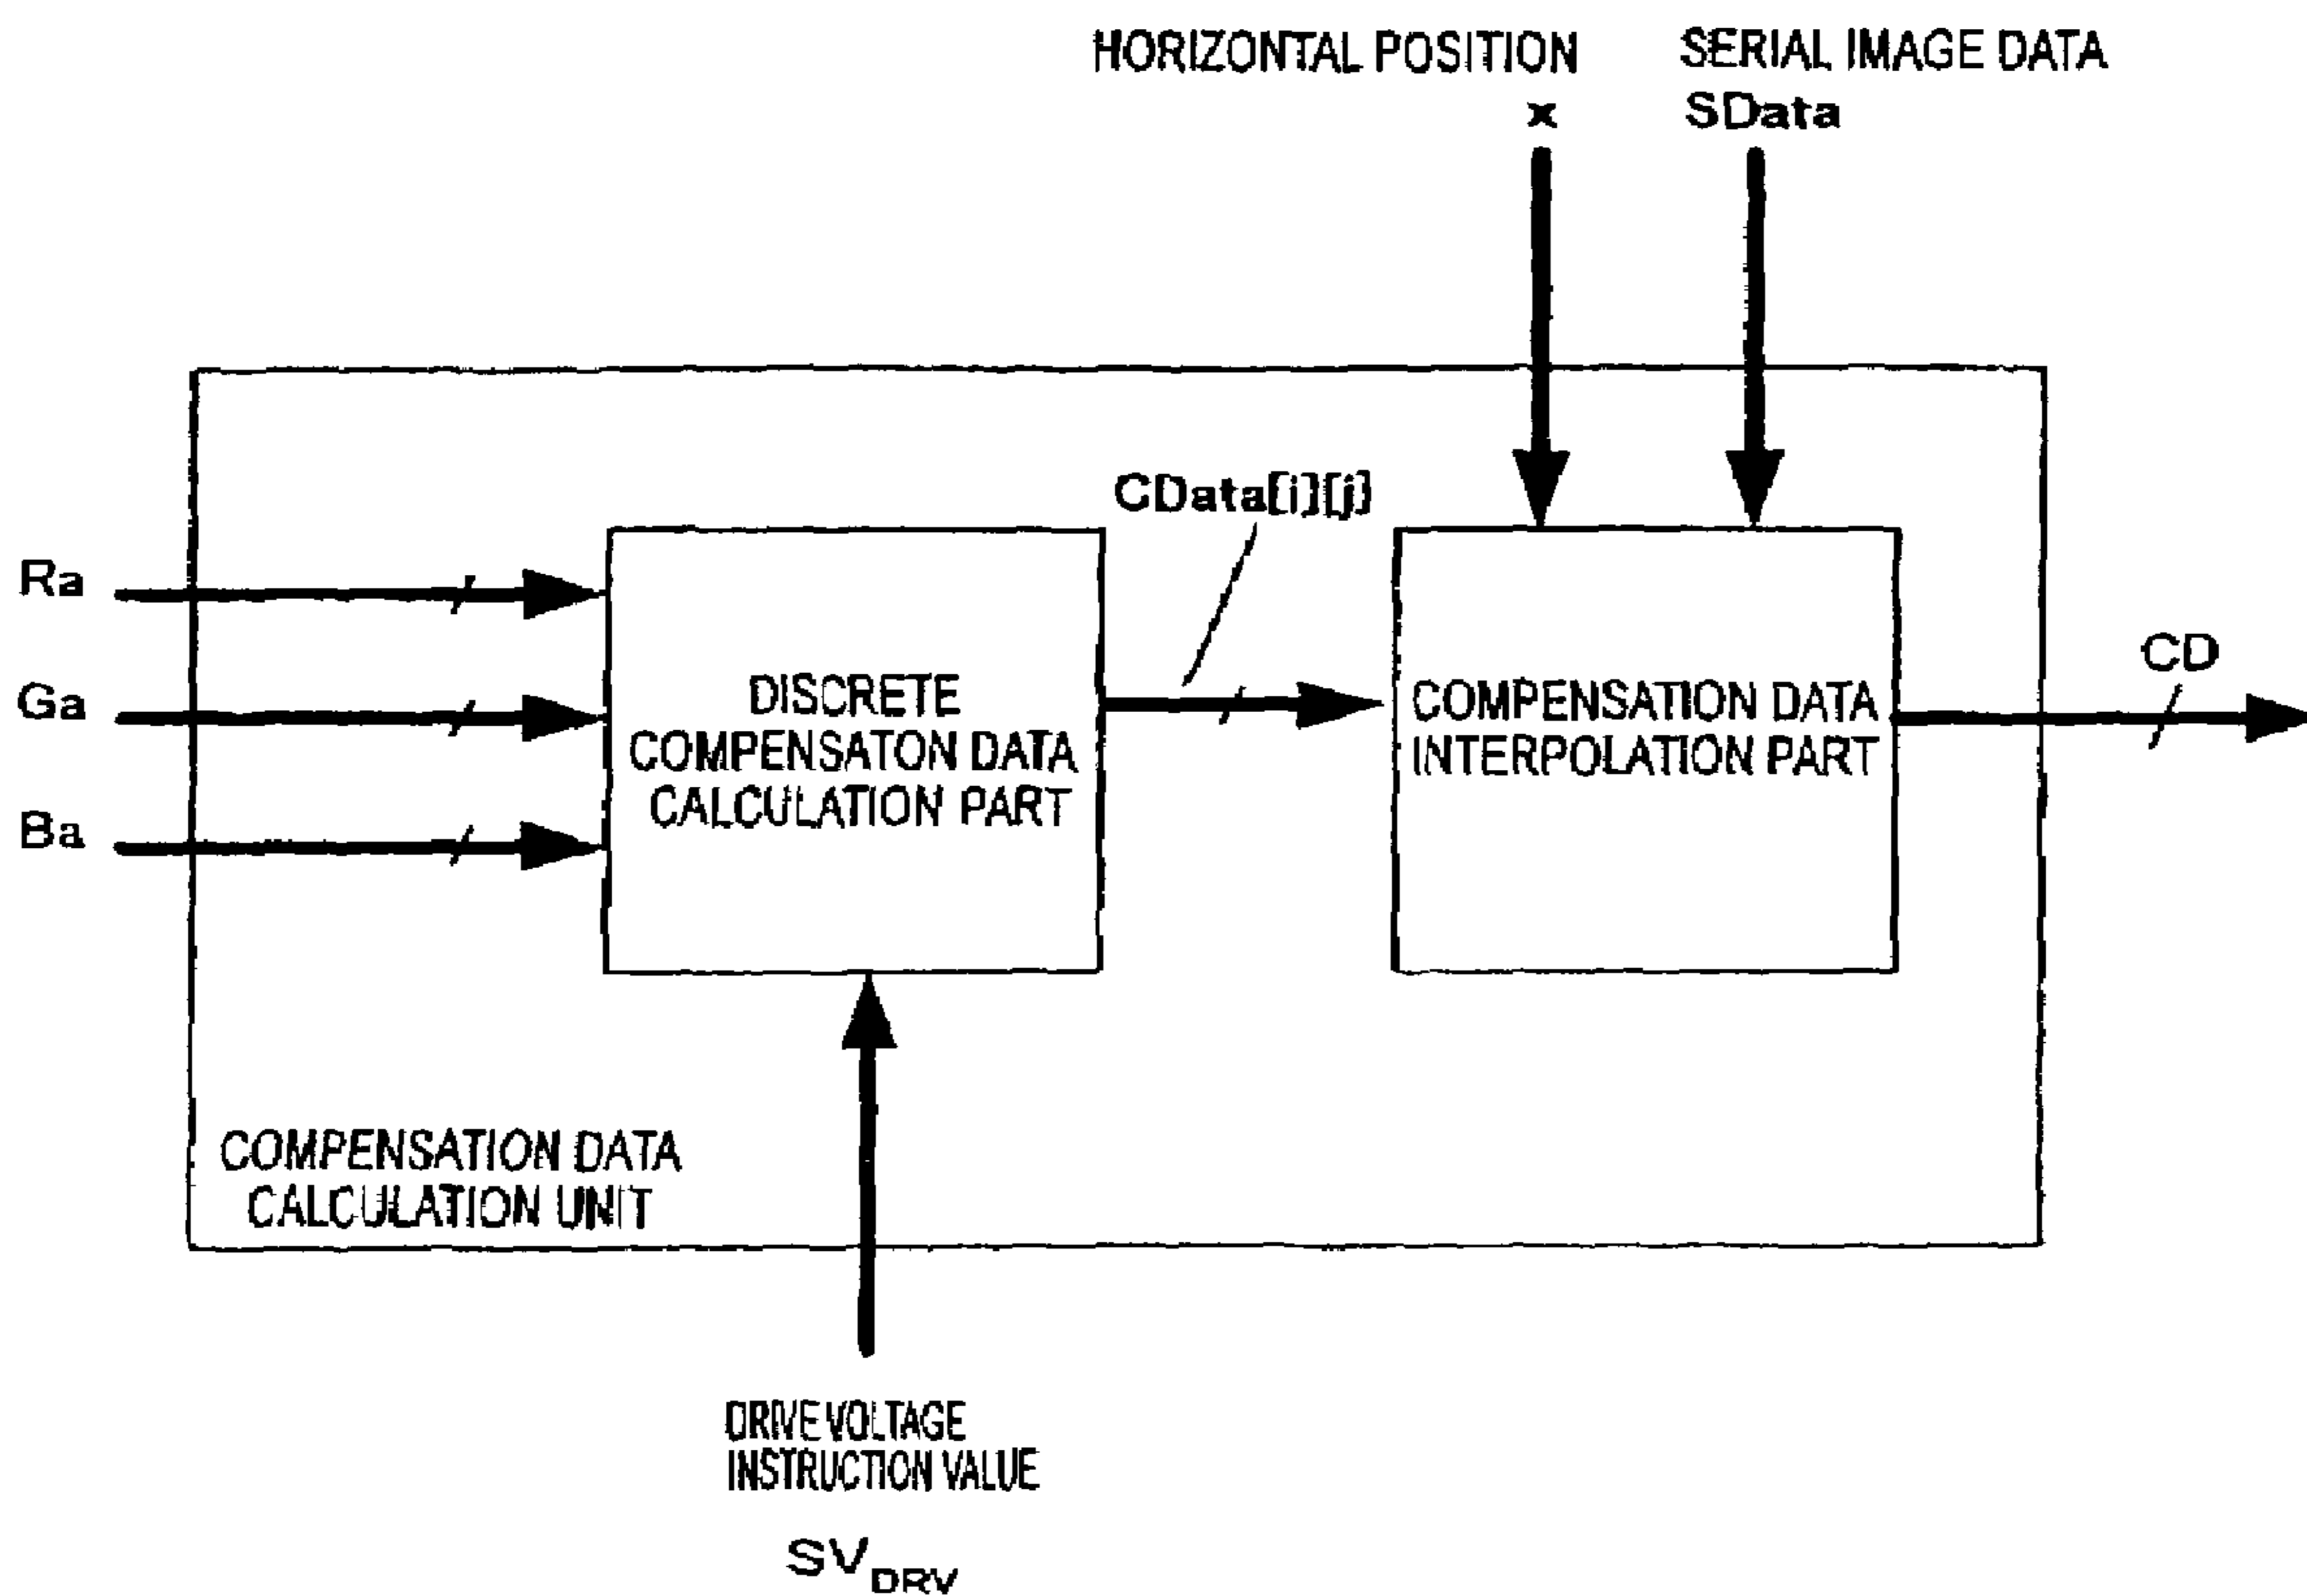 HORIZONTAL POSITION
x
SERIAL IMAGE DATA
SData
CData[i][j]
Ra
Ga
Ba
DISCRETE
COMPENSATON DATA
CALCULATION PART
COMPENSATION DATA
INTERPOLATION PART
CD
COMPENSATION DATA
CALCULATION UNIT
DRIVE VOLTAGE
INSTRUCTION VALUE
SVDRV